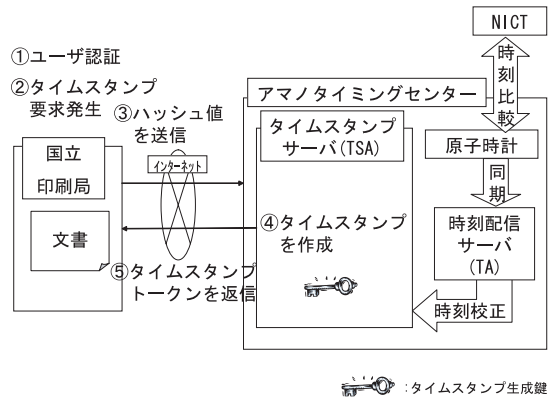 NICT
①ユーザ認証
②タイムスタンプ
要求発生
③ハッシュ値
を送信
時刻比較
アマノタイミングセンター
タイムスタンプ
サーバ(TSA)
原子時計
国立
印刷局
インターネット
同期
文書
④タイムスタンプ
を作成
時刻配信
サーバ
(TA)
⑤タイムスタンプ
トークンを返信
時刻校正
:タイムスタンプ生成鍵